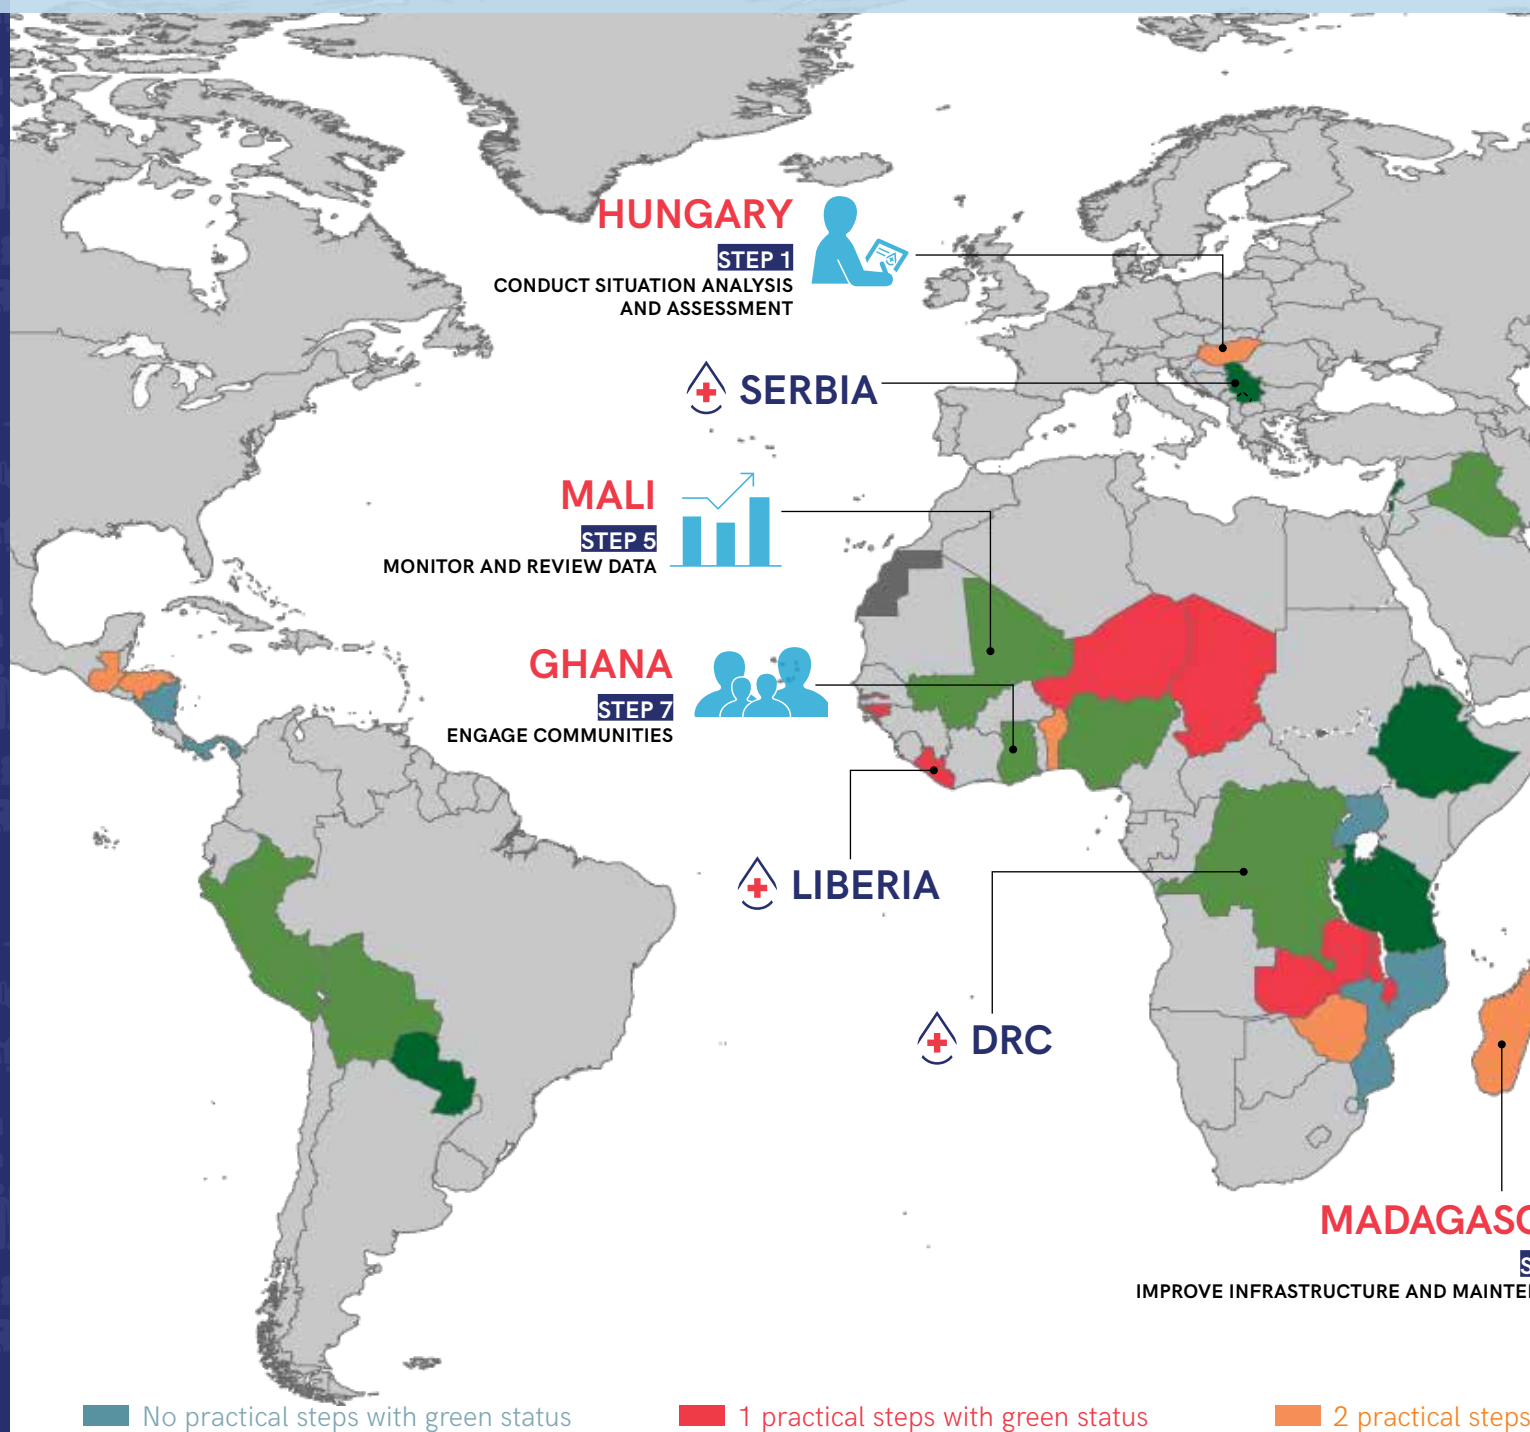 HUNGARY
STEP 1
CONDUCT SITUATION ANALYSIS
AND ASSESSMENT
SERBIA
MALI
STEP 5
MONITOR AND REVIEW DATA
GHANA
STEP 7
ENGAGE COMMUNITIES
LIBERIA
DRC
MADAGASC
S
IMPROVE INFRASTRUCTURE AND MAINTE
No practical steps with green status
1 practical steps with green status
2 practical steps